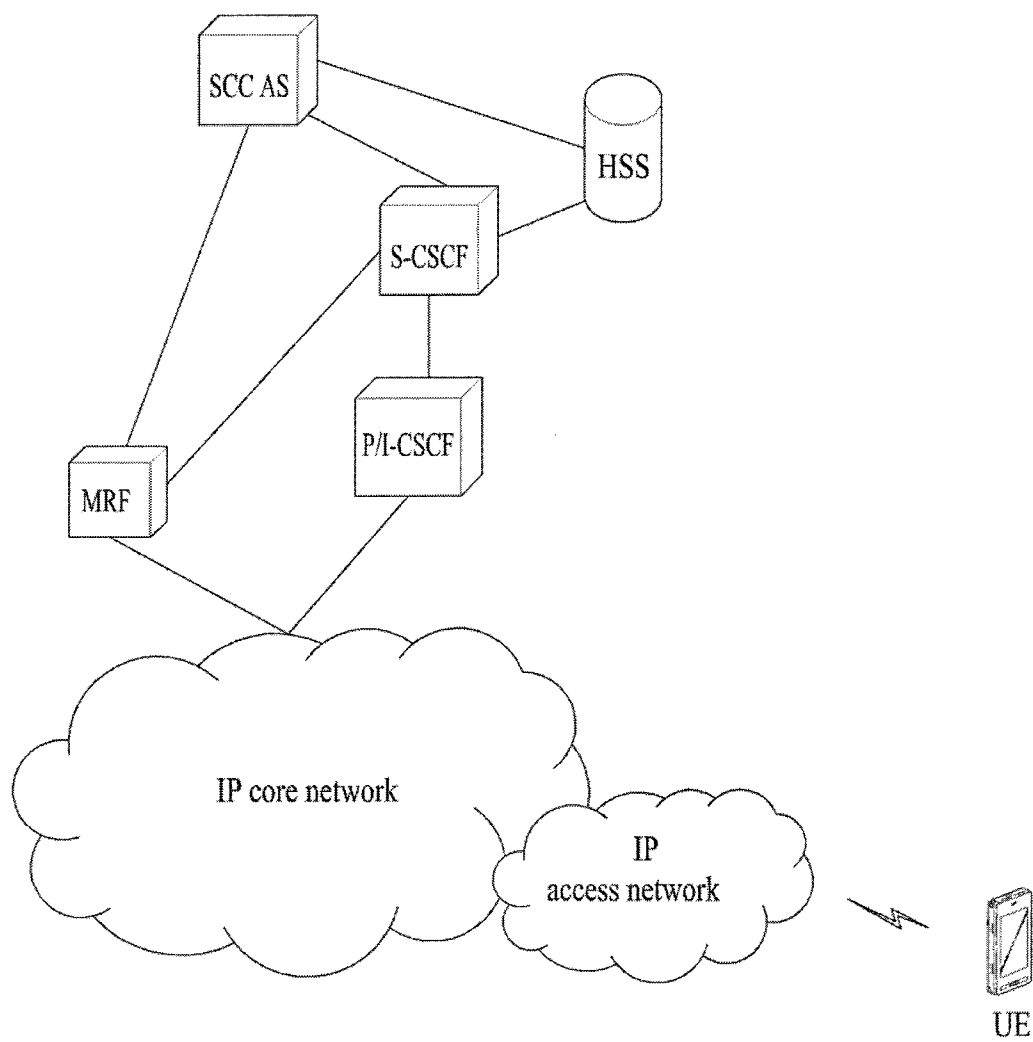 SCC AS
HSS
S-CSCF
P/I-CSCF
MRF
IP core network
IP
access network
UE